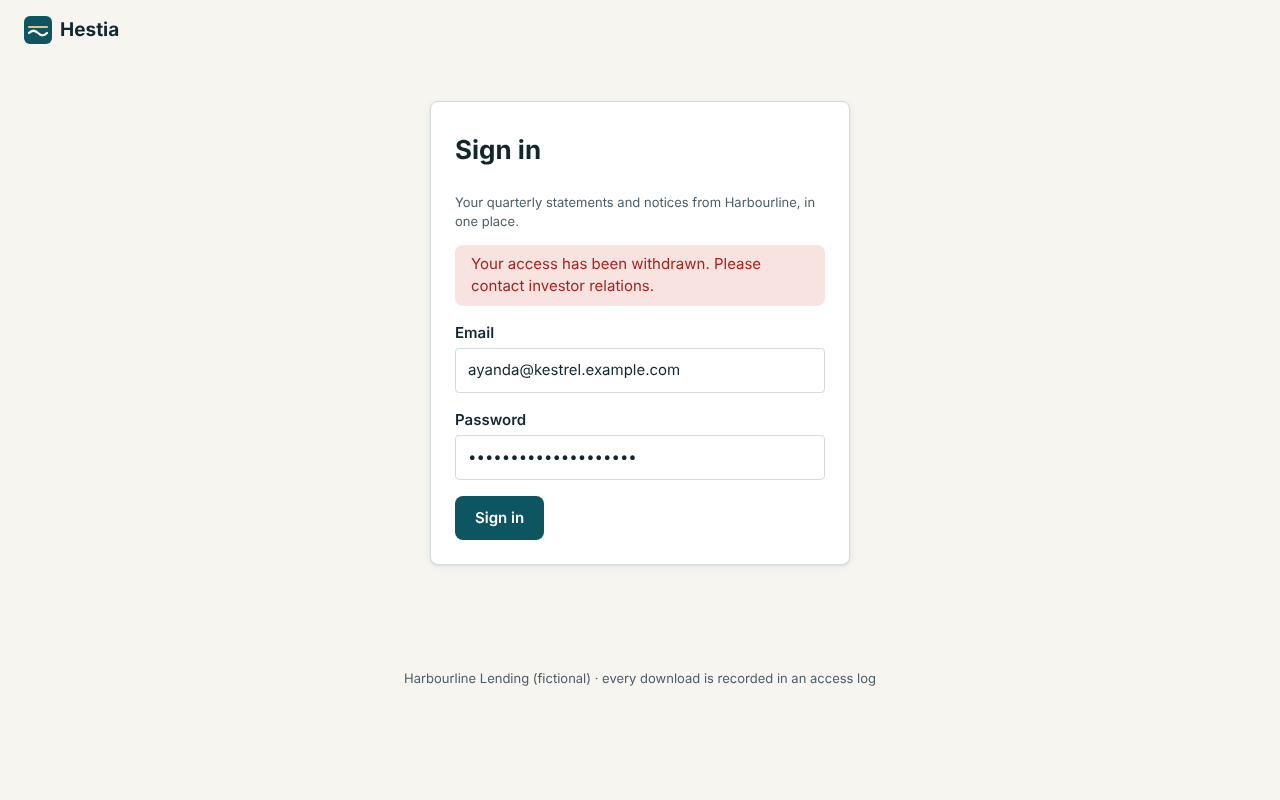 Hestia
Sign in
Your quarterly statements and notices from Harbourline, in
one place.
Your access has been withdrawn. Please
contact investor relations.
Email
ayanda@kestrel.example.com
Password
••••••••••••••••••••
Sign in
Harbourline Lending (fictional) · every download is recorded in an access log